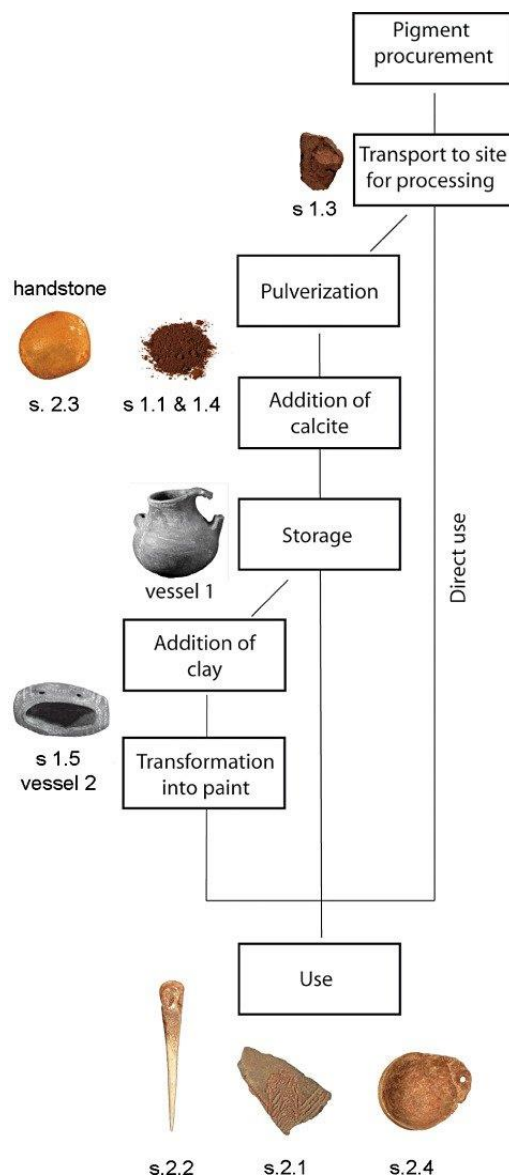 Pigment
procurement
Transport to site
for processing
s 1.3
Pulverization
handstone
s. 2.3
s 1.1 & 1.4
Addition of
calcite
Storage
vessel 1
Direct use
Addition of
clay
s 1.5
vessel 2
Transformation
into paint
Use
s.2.2
s.2.1
s.2.4